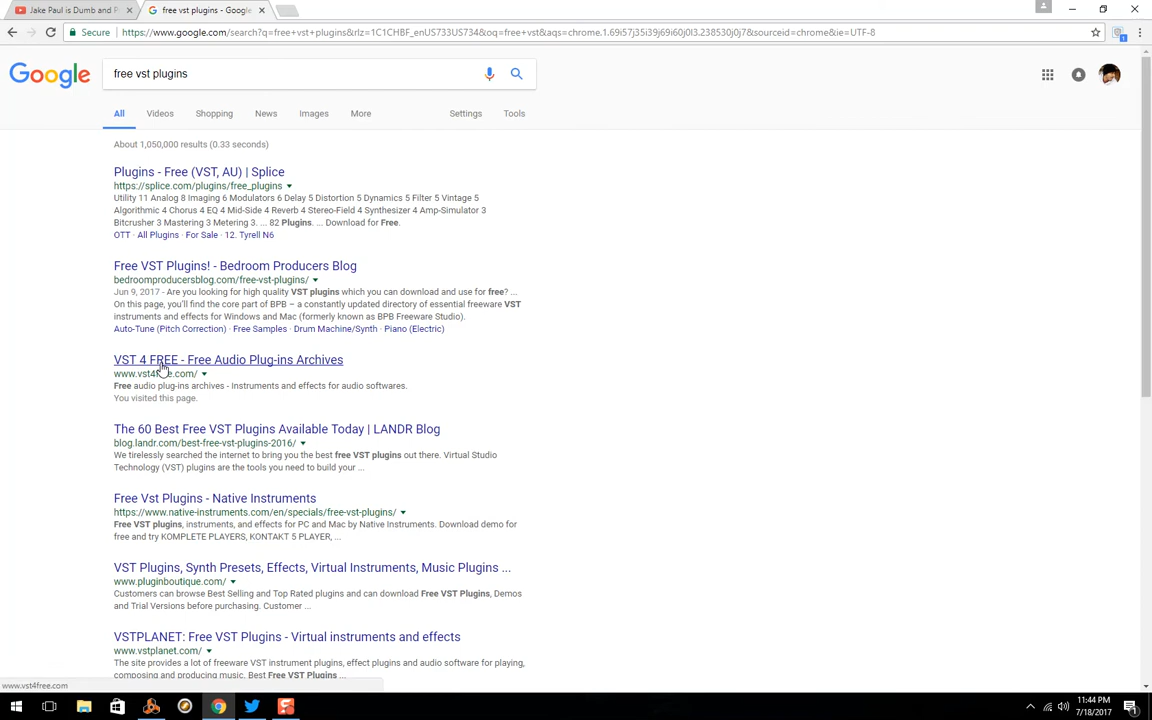 Jake Paul is Dumb and P
free vst plugins - Google
Secure
https://www.google.com/search?q=free+vst+plugins&rlz=1C1CHBF_enUS733US734&oq=free+vst&aqs=chrome.1.69i57j35i39j69i60j0l3.238530j0j7&sourceid=chrome&ie=UTF-8
Google
free vst plugins
All Videos Shopping News Images More Settings Tools
About 1,050,000 results (0.33 seconds)
Plugins - Free (VST, AU) | Splice
https://splice.com/plugins/free_plugins
Utility 11 Analog 8 Imaging 6 Modulators 6 Delay 5 Distortion 5 Dynamics 5 Filter 5 Vintage 5
Algorithmic 4 Chorus 4 EQ 4 Mid-Side 4 Reverb 4 Stereo-Field 4 Synthesizer 4 Amp-Simulator 3
Bitcrusher 3 Mastering 3 Metering 3. ... 82 Plugins. ... Download for Free.
OTT · All Plugins · For Sale · 12. Tyrell N6
Free VST Plugins! - Bedroom Producers Blog
bedroomproducersblog.com/free-vst-plugins/
Jun 9, 2017 - Are you looking for high quality VST plugins which you can download and use for free? ...
On this page, you'll find the core part of BPB – a constantly updated directory of essential freeware VST
instruments and effects for Windows and Mac (formerly known as BPB Freeware Studio).
Auto-Tune (Pitch Correction) · Free Samples · Drum Machine/Synth · Piano (Electric)
VST 4 FREE - Free Audio Plug-ins Archives
www.vst4free.com/
Free audio plug-ins archives - Instruments and effects for audio softwares.
You visited this page.
The 60 Best Free VST Plugins Available Today | LANDR Blog
blog.landr.com/best-free-vst-plugins-2016/
We tirelessly searched the internet to bring you the best free VST plugins out there. Virtual Studio
Technology (VST) plugins are the tools you need to build your ...
Free Vst Plugins - Native Instruments
https://www.native-instruments.com/en/specials/free-vst-plugins/
Free VST plugins, instruments, and effects for PC and Mac by Native Instruments. Download demo for
free and try KOMPLETE PLAYERS, KONTAKT 5 PLAYER, ...
VST Plugins, Synth Presets, Effects, Virtual Instruments, Music Plugins ...
www.pluginboutique.com/
Customers can browse Best Selling and Top Rated plugins and can download Free VST Plugins, Demos
and Trial Versions before purchasing. Customer ...
VSTPLANET: Free VST Plugins - Virtual instruments and effects
www.vstplanet.com/
The site provides a lot of freeware VST instrument plugins, effect plugins and audio software for playing,
composing and producing music. Best Free VST Plugins ...
www.vst4free.com
11:44 PM
7/18/2017